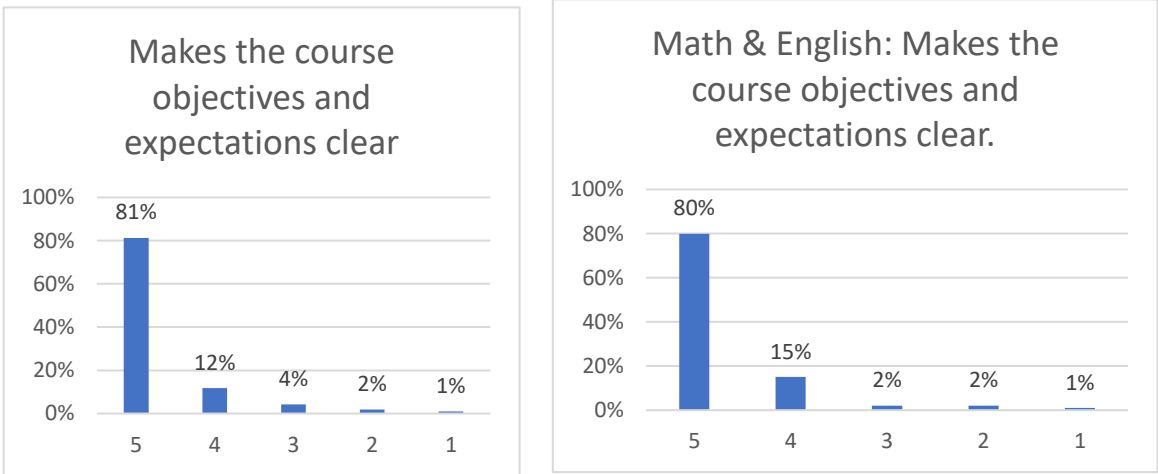 Makes the course
objectives and
expectations clear
100%
80%
60%
40%
20%
0%
81%
12%
4%
2%
1%
5 4 3 2 1
Math & English: Makes the
course objectives and
expectations clear.
100%
80%
60%
40%
20%
0%
80%
15%
2%
2%
1%
5 4 3 2 1